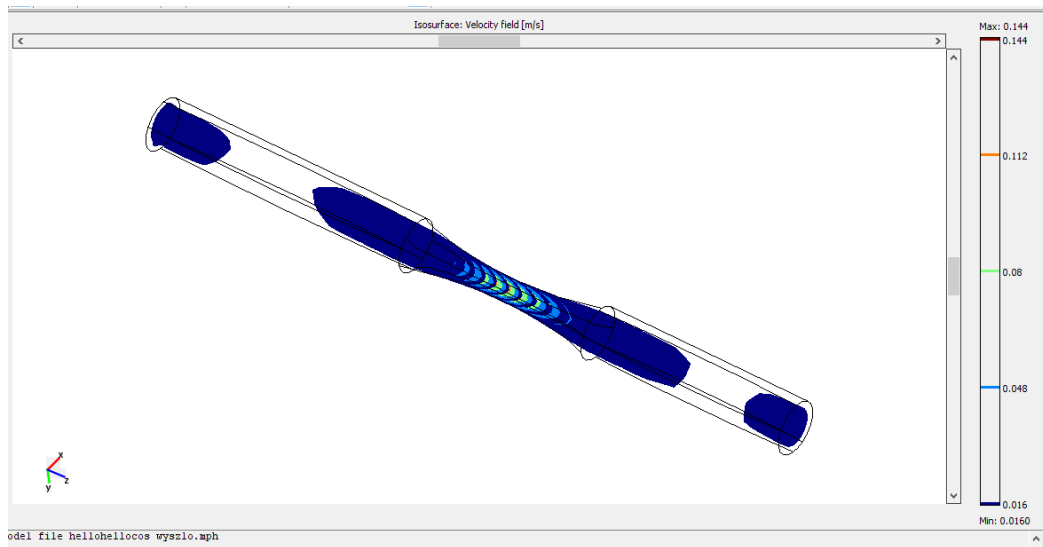 Isosurface: Velocity field [m/s]
Max: 0.144
0.144
0.112
0.08
0.048
0.016
Min: 0.0160
x
y
z
odel file hellohellocos wyszlo.mph